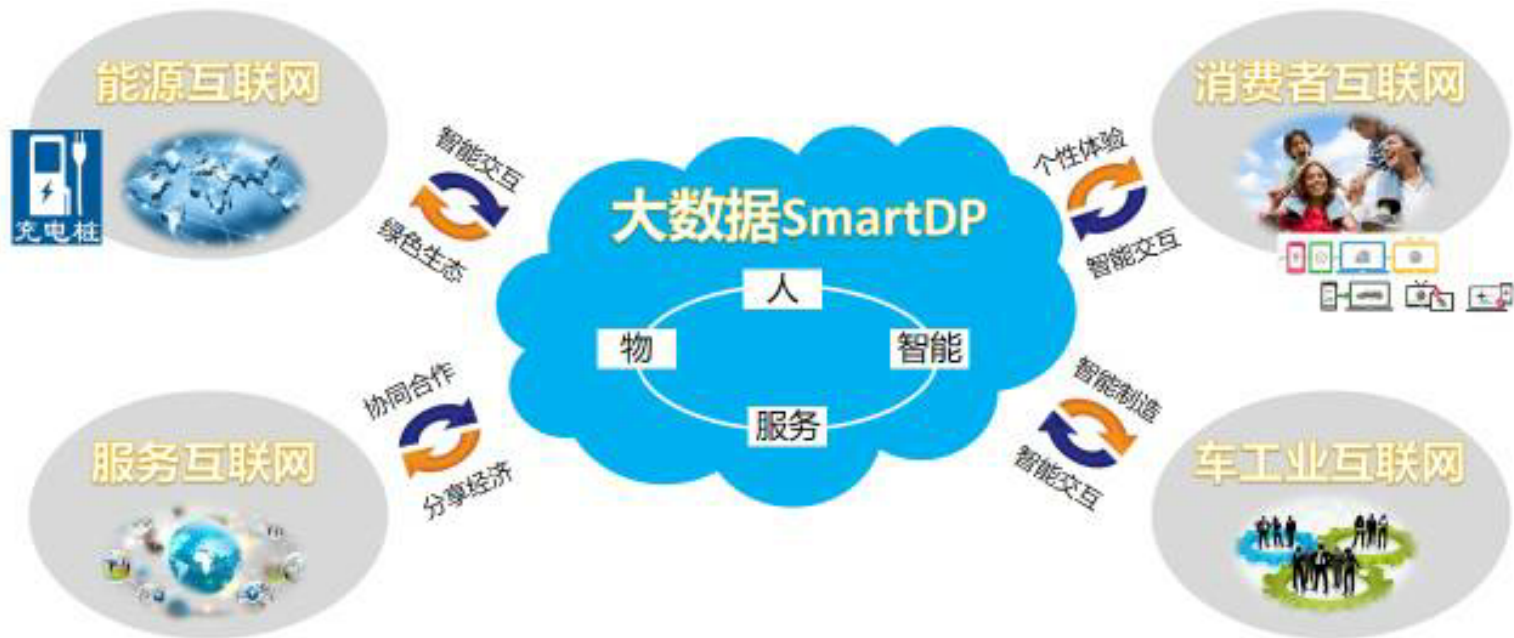 能源互联网
充电桩
智能交互
绿色生态
消费者互联网
个性体验
智能交互
大数据SmartDP
人
物
智能
服务
协同合作
分享经济
服务互联网
智能制造
智能交互
车工业互联网